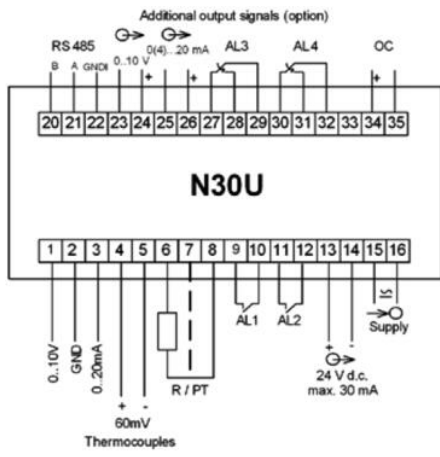 Additional output signals (option)
RS 485
0(4)...20 mA
AL3
AL4
OC
B A GNDI 0..10 V
+ + +
20 21 22 23 24 25 26 27 28 29 30 31 32 33 34 35
N30U
1 2 3 4 5 6 7 8 9 10 11 12 13 14 15 16
0..10V
GND
0..20mA
AL1
AL2
Supply
+ -
R / PT
24 V d.c.
max. 30 mA
+ -
60mV
Thermocouples